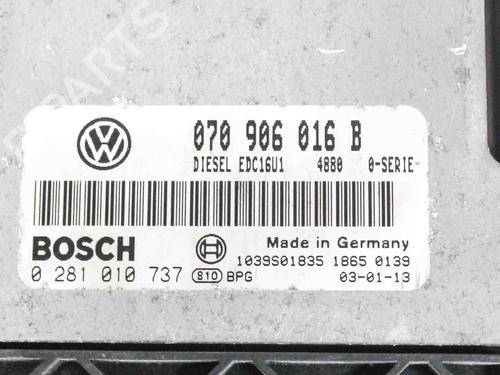 PARTS
070 906 016 B
DIESEL EDC16U1 4880 0-SERIE-
BOSCH
Made in Germany
1039S01835 1865 0139
0 281 010 737 810 BPG 03-01-13